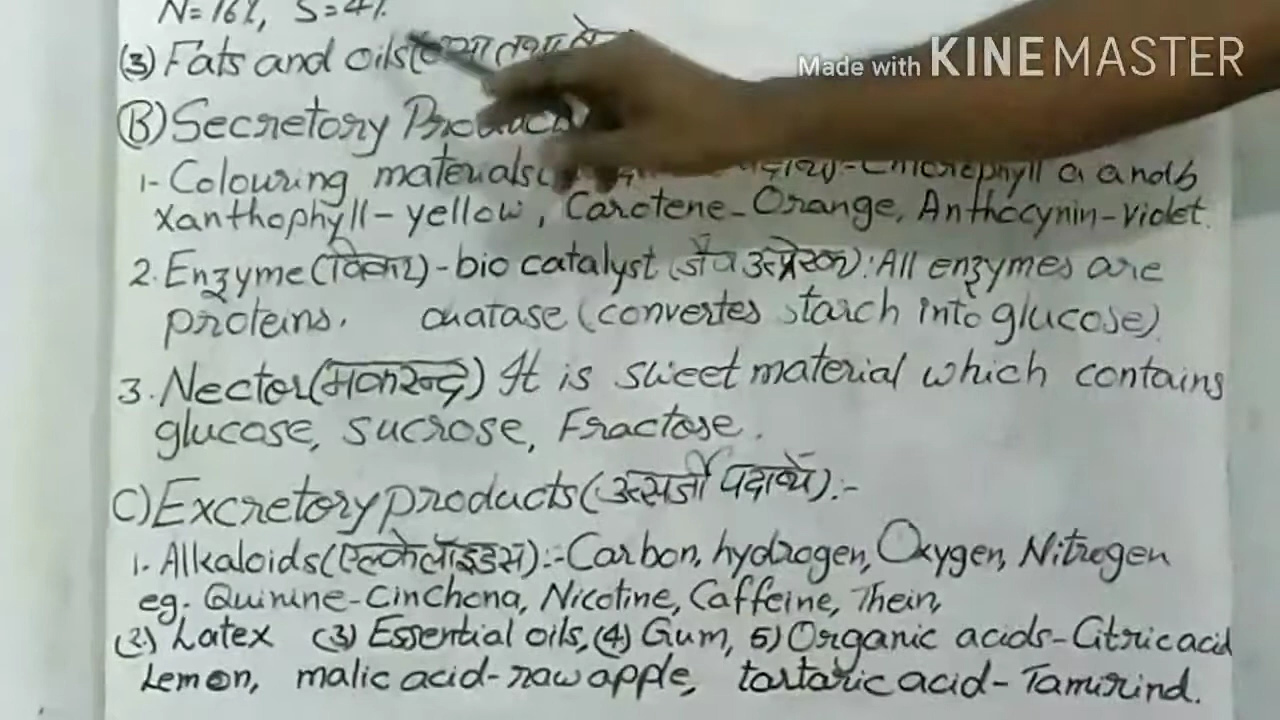 N=16%, S=4%.
(3) Fats and oils(
Made with KINEMASTER
(B) Secretory
1- Colouring materials - Chlorophyll a and b
Xanthophyll - yellow, Carotene - Orange, Anthocynin - Violet.
2. Enzyme (विकर) - bio catalyst (जैव उत्प्रेरक): All enzymes are
proteins. (convertes starch into glucose).
3. Nector (मकरन्द) It is sweet material which contains
glucose, sucrose, Fractose.
C) Excretory products (उत्सर्जी पदार्थ) :-
1. Alkaloids (एल्केलॉइडस) :- Carbon, hydrogen, Oxygen, Nitrogen
eg. Quinine - Cinchona, Nicotine, Caffeine, Thein,
(2.) Latex (3) Essential oils, (4) Gum, 5) Organic acids - Citric acid
Lemon, malic acid - raw apple, tartaric acid - Tamirind.